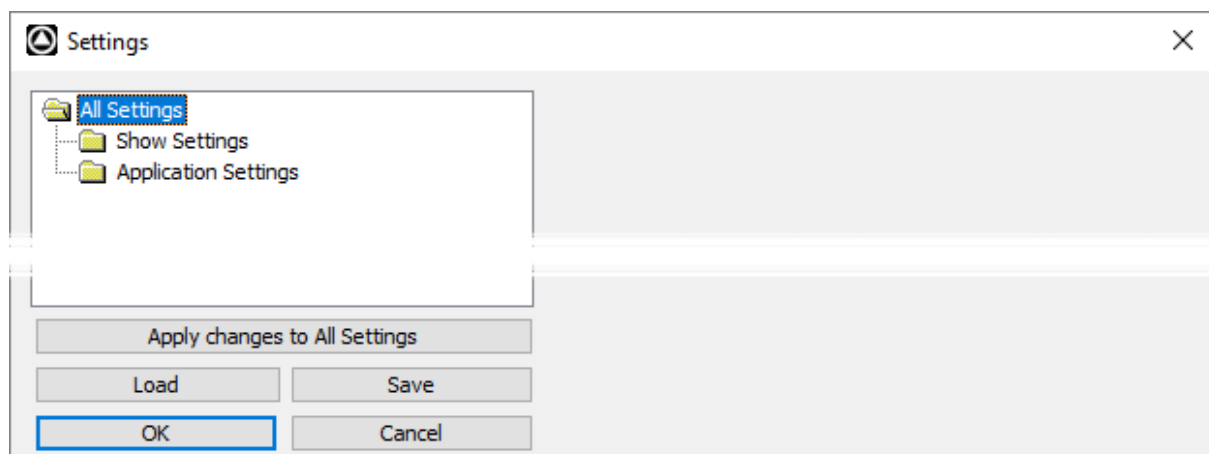 Settings
All Settings
Show Settings
Application Settings
Apply changes to All Settings
Load Save
OK Cancel